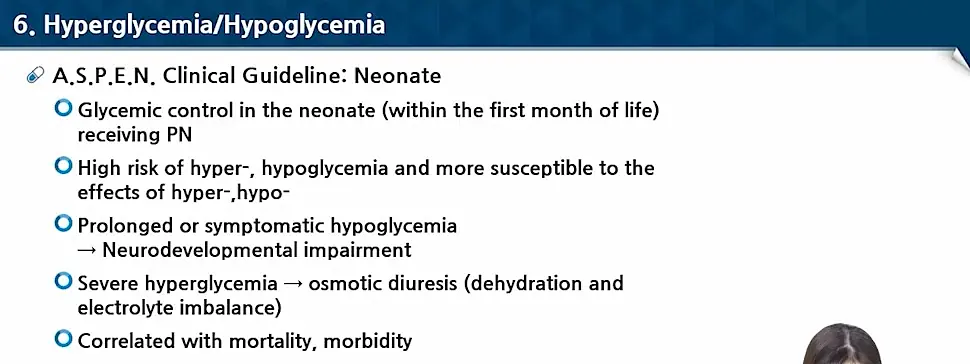 6. Hyperglycemia/Hypoglycemia
A.S.P.E.N. Clinical Guideline: Neonate
Glycemic control in the neonate (within the first month of life)
receiving PN
High risk of hyper-, hypoglycemia and more susceptible to the
effects of hyper-,hypo-
Prolonged or symptomatic hypoglycemia
→ Neurodevelopmental impairment
Severe hyperglycemia → osmotic diuresis (dehydration and
electrolyte imbalance)
Correlated with mortality, morbidity